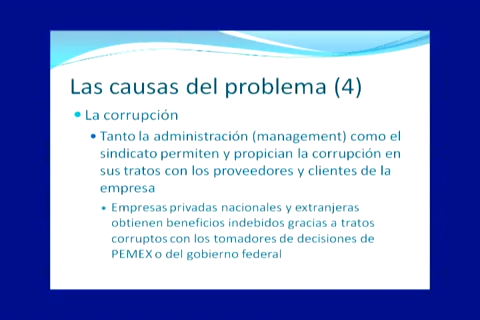 Las causas del problema (4)
La corrupción
Tanto la administración (management) como el
sindicato permiten y propician la corrupción en
sus tratos con los proveedores y clientes de la
empresa
Empresas privadas nacionales y extranjeras
obtienen beneficios indebidos gracias a tratos
corruptos con los tomadores de decisiones de
PEMEX o del gobierno federal